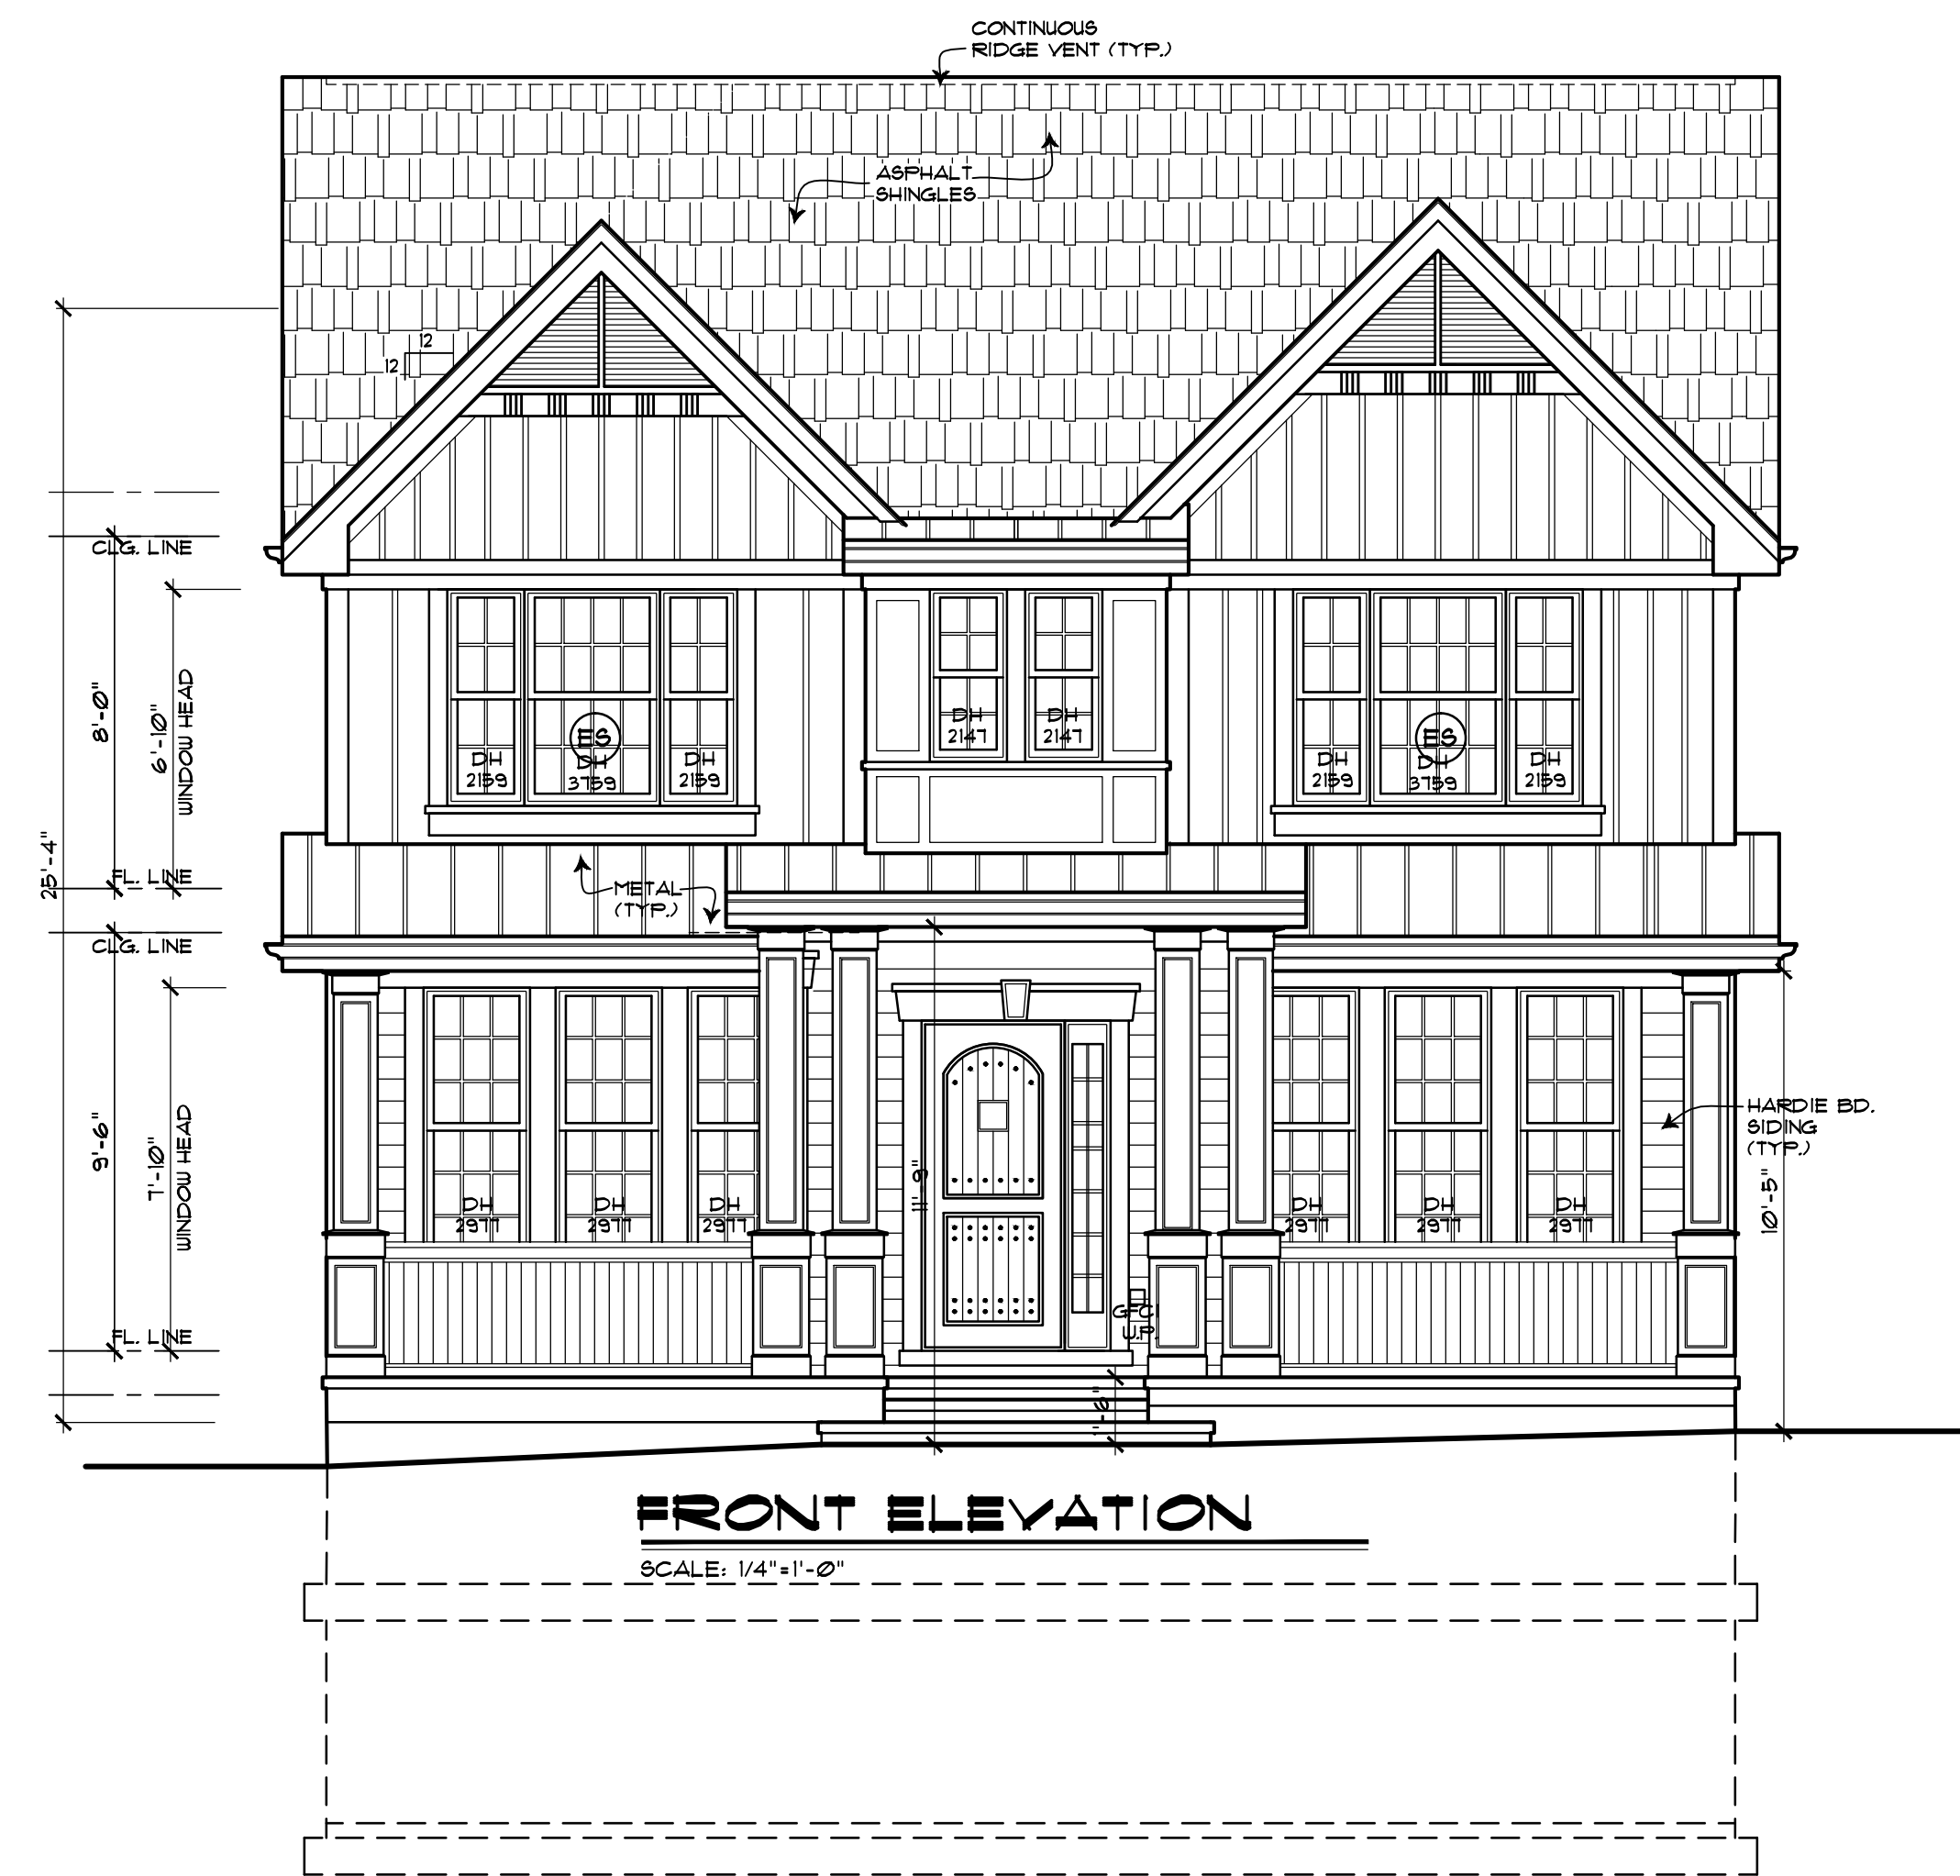 CONTINUOUS
RIDGE VENT (TYP.)
ASPHALT
SHINGLES
12
12
CLG. LINE
8'-0"
6'-10"
WINDOW HEAD
DH
2159
ES
DH
3759
DH
2159
DH
2147
DH
2147
DH
2159
ES
DH
3759
DH
2159
25'-4"
FL. LINE
METAL
(TYP.)
CLG. LINE
9'-6"
7'-10"
WINDOW HEAD
HARDIE BD.
SIDING
(TYP.)
11'-9"
10'-5"
DH
2977
DH
2977
DH
2977
DH
2977
DH
2977
DH
2977
GFCI
W.P.
FL. LINE
FRONT ELEVATION
SCALE: 1/4"=1'-0"